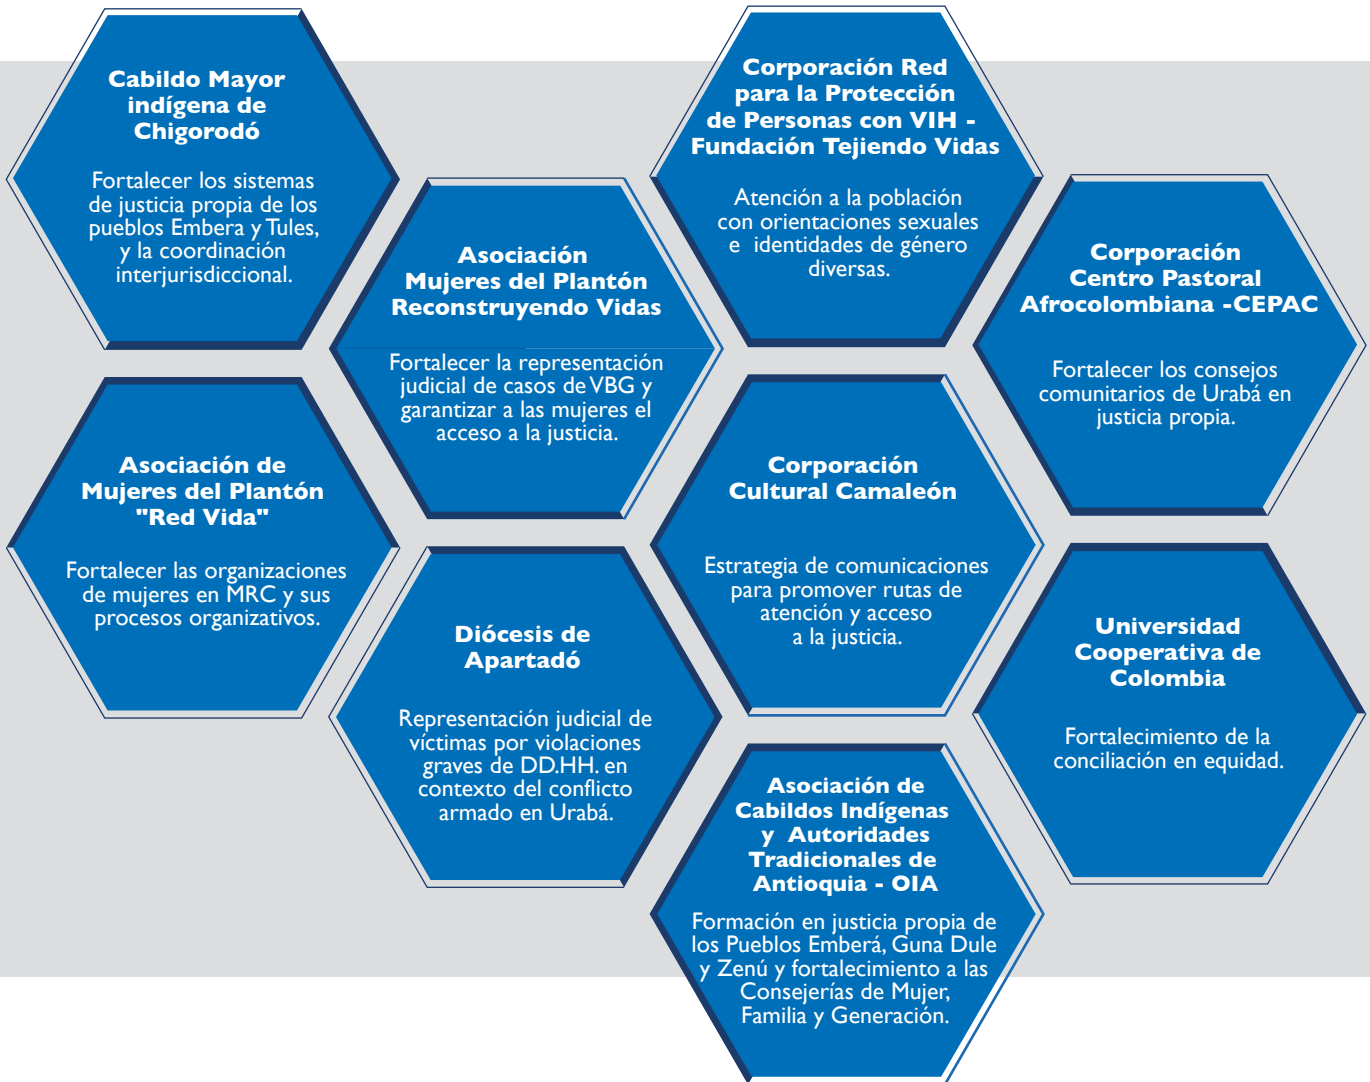 Cabildo Mayor
indígena de
Chigorodó
Fortalecer los sistemas
de justicia propia de los
pueblos Embera y Tules,
y la coordinación
interjurisdiccional.
Corporación Red
para la Protección
de Personas con VIH -
Fundación Tejiendo Vidas
Atención a la población
con orientaciones sexuales
e identidades de género
diversas.
Asociación
Mujeres del Plantón
Reconstruyendo Vidas
Fortalecer la representación
judicial de casos de VBG y
garantizar a las mujeres el
acceso a la justicia.
Corporación
Centro Pastoral
Afrocolombiana -CEPAC
Fortalecer los consejos
comunitarios de Urabá en
justicia propia.
Asociación de
Mujeres del Plantón
"Red Vida"
Fortalecer las organizaciones
de mujeres en MRC y sus
procesos organizativos.
Corporación
Cultural Camaleón
Estrategia de comunicaciones
para promover rutas de
atención y acceso
a la justicia.
Diócesis de
Apartadó
Representación judicial de
víctimas por violaciones
graves de DD.HH. en
contexto del conflicto
armado en Urabá.
Universidad
Cooperativa de
Colombia
Fortalecimiento de la
conciliación en equidad.
Asociación de
Cabildos Indígenas
y Autoridades
Tradicionales de
Antioquia - OIA
Formación en justicia propia de
los Pueblos Emberá, Guna Dule
y Zenú y fortalecimiento a las
Consejerías de Mujer,
Familia y Generación.